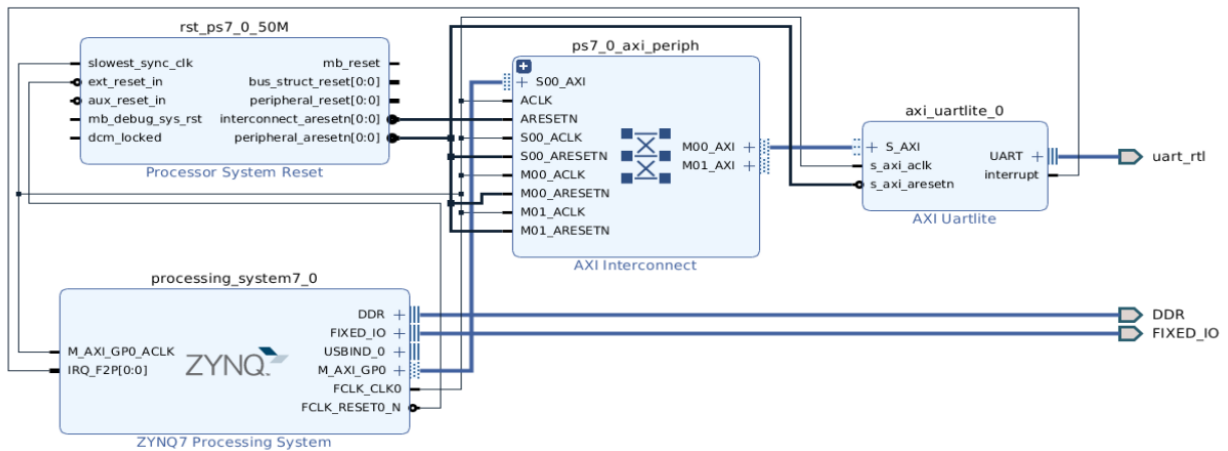 rst_ps7_0_50M
slowest_sync_clk
ext_reset_in
aux_reset_in
mb_debug_sys_rst
dcm_locked
mb_reset
bus_struct_reset[0:0]
peripheral_reset[0:0]
interconnect_aresetn[0:0]
peripheral_aresetn[0:0]
Processor System Reset
ps7_0_axi_periph
S00_AXI
ACLK
ARESETN
S00_ACLK
S00_ARESETN
M00_ACLK
M00_ARESETN
M01_ACLK
M01_ARESETN
M00_AXI
M01_AXI
AXI Interconnect
axi_uartlite_0
S_AXI
s_axi_aclk
s_axi_aresetn
UART
interrupt
AXI Uartlite
uart_rtl
processing_system7_0
M_AXI_GP0_ACLK
IRQ_F2P[0:0]
ZYNQ
DDR
FIXED_IO
USBIND_0
M_AXI_GP0
FCLK_CLK0
FCLK_RESET0_N
ZYNQ7 Processing System
DDR
FIXED_IO